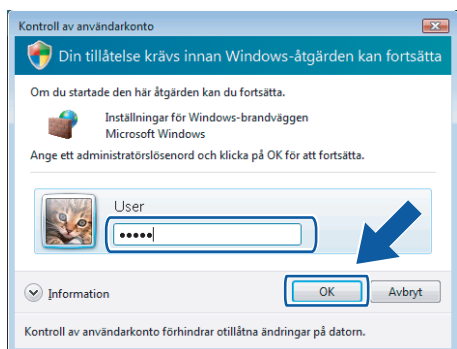 Kontroll av användarkonto
Din tillåtelse krävs innan Windows-åtgärden kan fortsätta
Om du startade den här åtgärden kan du fortsätta.
Inställningar för Windows-brandväggen
Microsoft Windows
Ange ett administratörslösenord och klicka på OK för att fortsätta.
User
•••••
Information
OK
Avbryt
Kontroll av användarkonto förhindrar otillåtna ändringar på datorn.